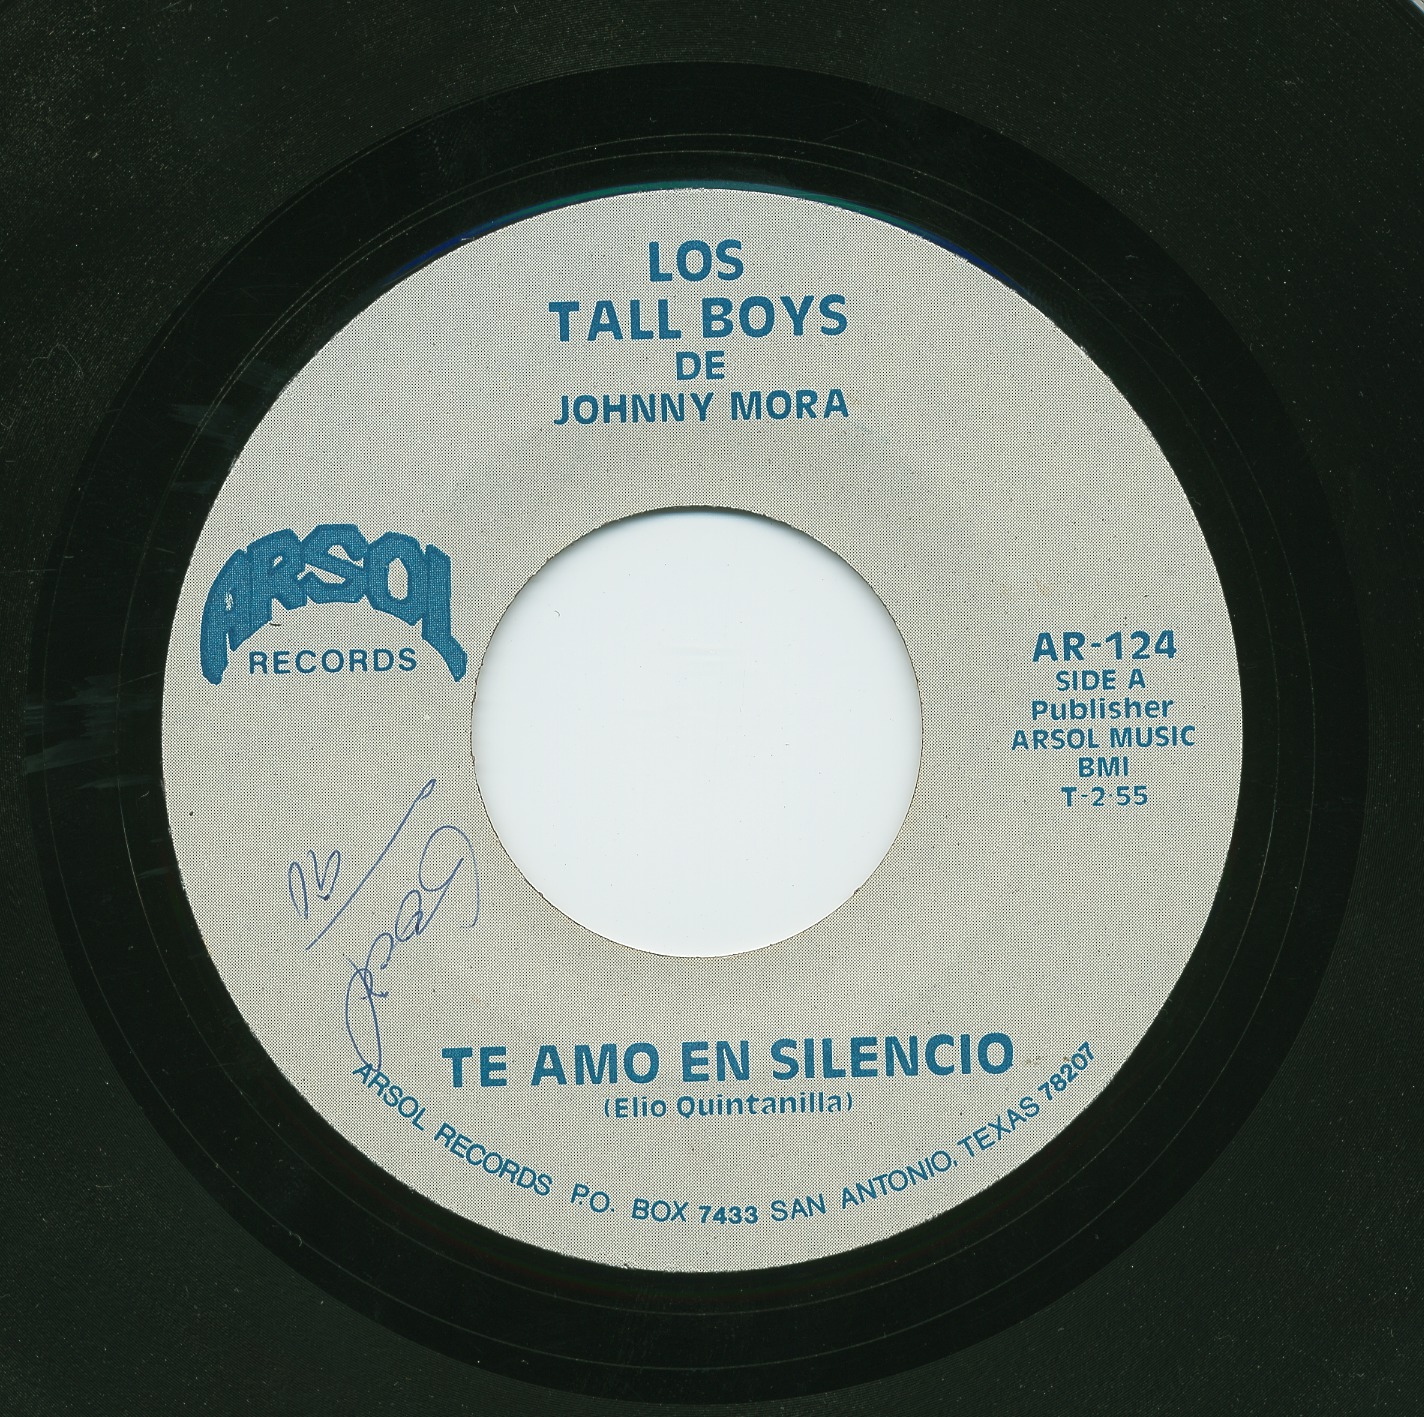 LOS
TALL BOYS
DE
JOHNNY MORA
ARSOL
RECORDS
AR-124
SIDE A
Publisher
ARSOL MUSIC
BMI
T-2-55
TE AMO EN SILENCIO
(Elio Quintanilla)
ARSOL RECORDS P.O. BOX 7433 SAN ANTONIO, TEXAS 78207